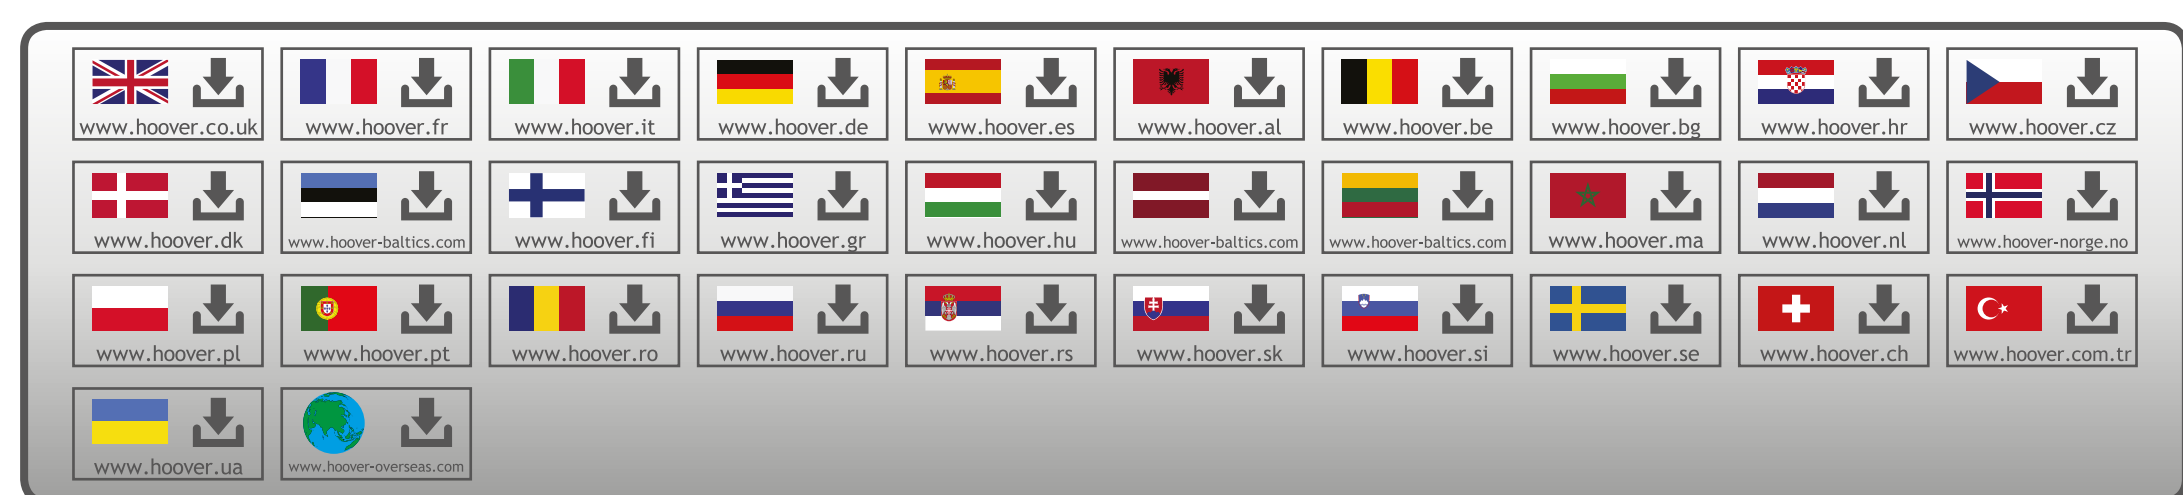 www.hoover.co.uk
www.hoover.fr
www.hoover.it
www.hoover.de
www.hoover.es
www.hoover.al
www.hoover.be
www.hoover.bg
www.hoover.hr
www.hoover.cz
www.hoover.dk
www.hoover-baltics.com
www.hoover.fi
www.hoover.gr
www.hoover.hu
www.hoover-baltics.com
www.hoover-baltics.com
www.hoover.ma
www.hoover.nl
www.hoover-norge.no
www.hoover.pl
www.hoover.pt
www.hoover.ro
www.hoover.ru
www.hoover.rs
www.hoover.sk
www.hoover.si
www.hoover.se
www.hoover.ch
www.hoover.com.tr
www.hoover.ua
www.hoover-overseas.com